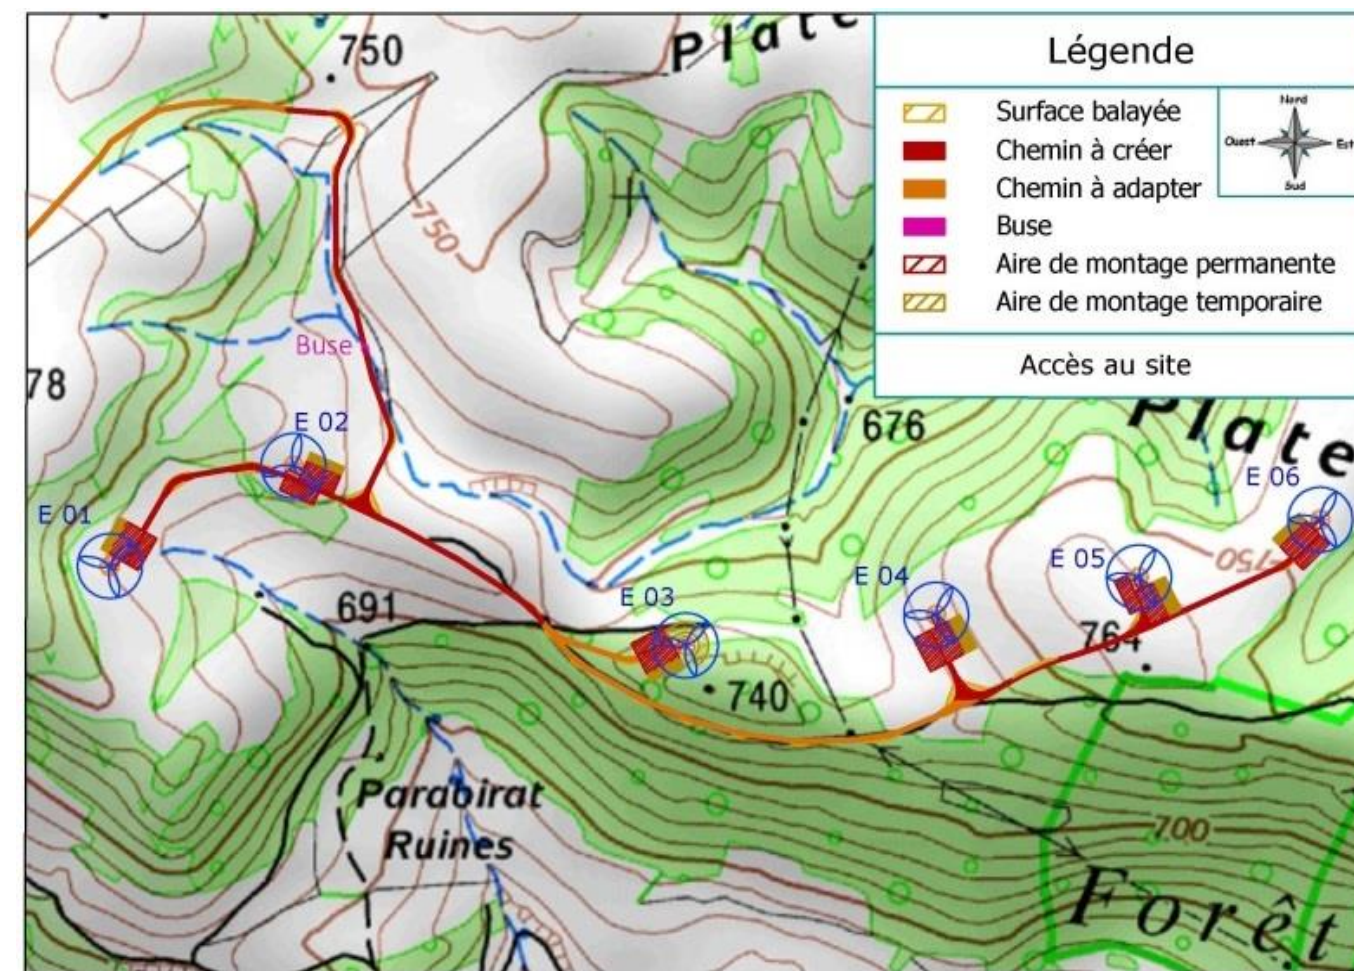 750
Plate
Légende
Surface balayée
Nord
Ouest
Est
Sud
Chemin à créer
Chemin à adapter
Buse
Aire de montage permanente
Aire de montage temporaire
Accès au site
750
Buse
78
676
Plate
E 02
E 06
E 01
E 05
750
E 04
E 03
691
764
740
Parabirat
Ruines
700
Forêt